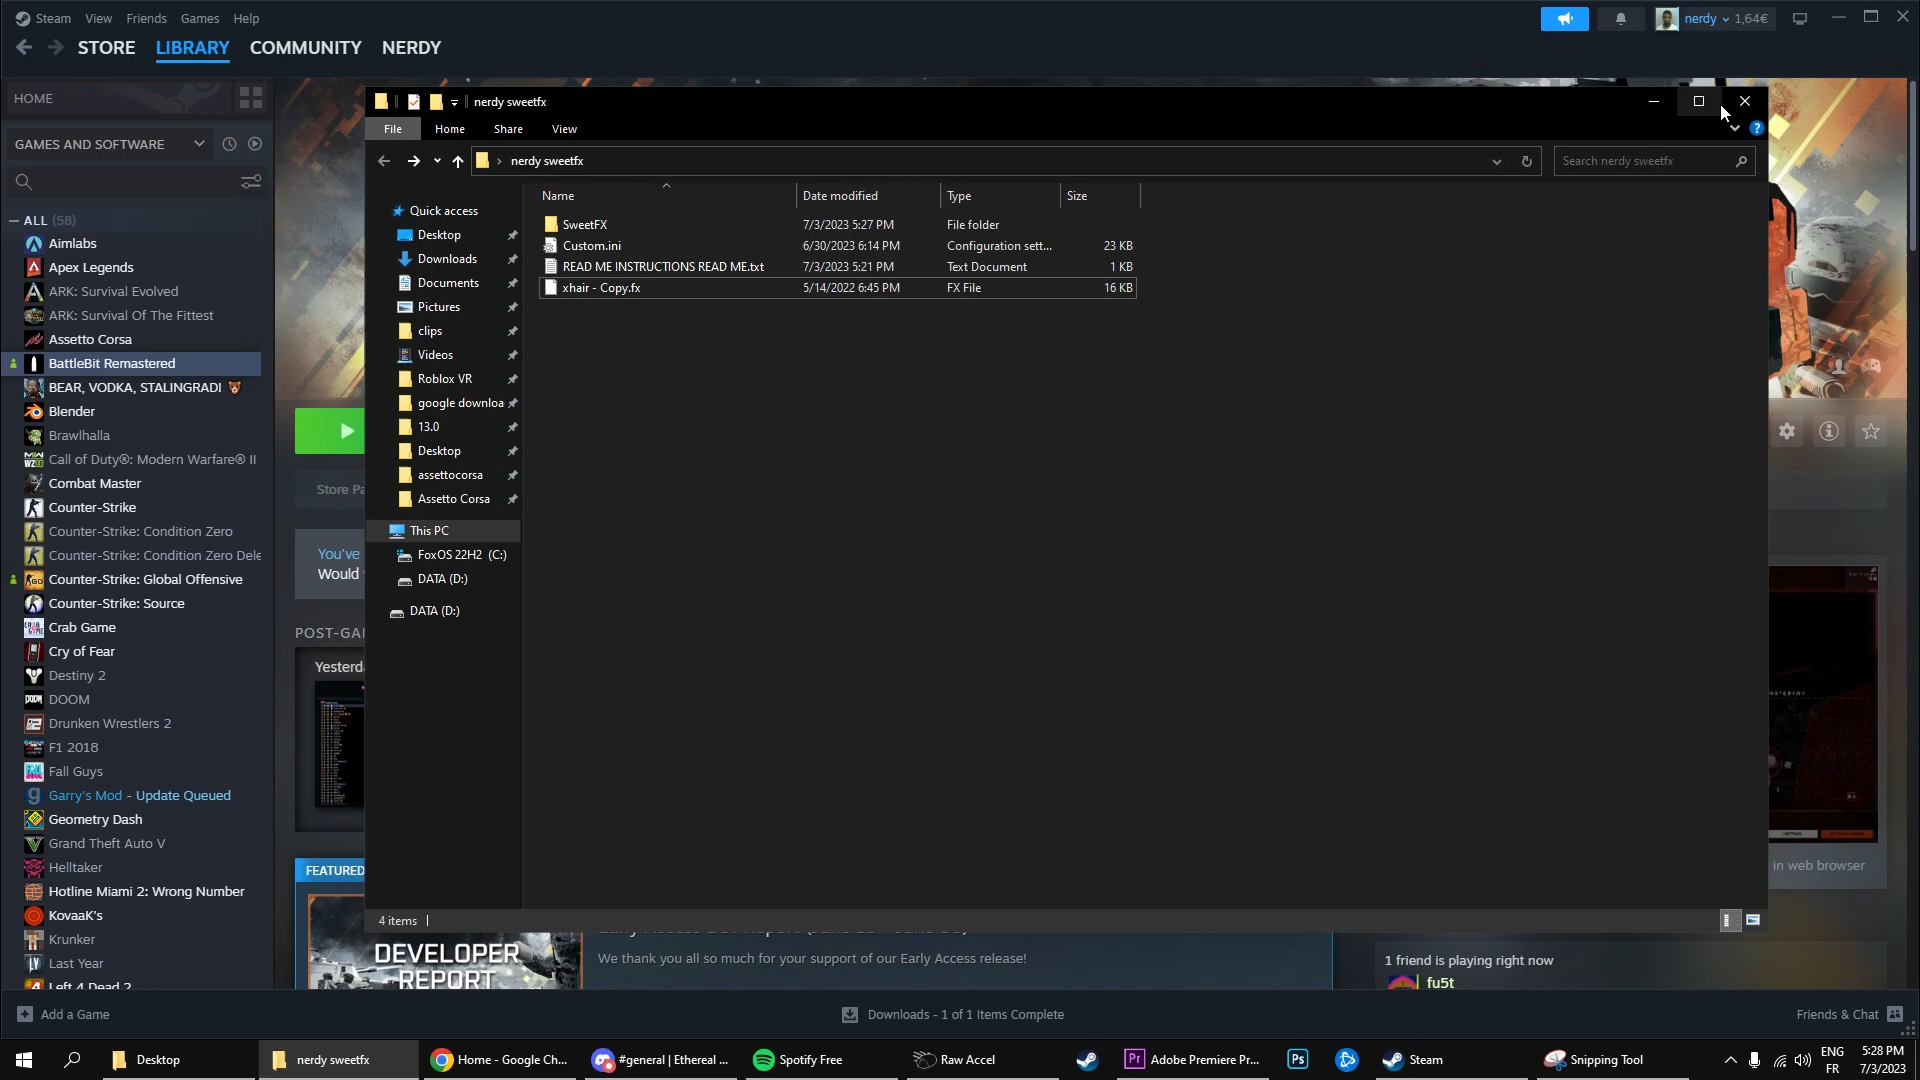 Steam View Friends Games Help
nerdy 1,64€
STORE LIBRARY COMMUNITY NERDY
HOME
GAMES AND SOFTWARE
ALL (58)
Aimlabs
Apex Legends
ARK: Survival Evolved
ARK: Survival Of The Fittest
Assetto Corsa
BattleBit Remastered
BEAR, VODKA, STALINGRAD! 🐻
Blender
Brawlhalla
Call of Duty®: Modern Warfare® II
Combat Master
Counter-Strike
Counter-Strike: Condition Zero
Counter-Strike: Condition Zero Dele
Counter-Strike: Global Offensive
Counter-Strike: Source
Crab Game
Cry of Fear
Destiny 2
DOOM
Drunken Wrestlers 2
F1 2018
Fall Guys
Garry's Mod - Update Queued
Geometry Dash
Grand Theft Auto V
Helltaker
Hotline Miami 2: Wrong Number
KovaaK's
Krunker
Last Year
Left 4 Dead 2
nerdy sweetfx
File Home Share View
nerdy sweetfx
Search nerdy sweetfx
Name Date modified Type Size
SweetFX 7/3/2023 5:27 PM File folder
Custom.ini 6/30/2023 6:14 PM Configuration sett... 23 KB
READ ME INSTRUCTIONS READ ME.txt 7/3/2023 5:21 PM Text Document 1 KB
xhair - Copy.fx 5/14/2022 6:45 PM FX File 16 KB
Quick access
Desktop
Downloads
Documents
Pictures
clips
Videos
Roblox VR
google downloa
13.0
Desktop
assettocorsa
Assetto Corsa
This PC
FoxOS 22H2 (C:)
DATA (D:)
DATA (D:)
4 items
Store Pa
You've
Would
POST-GA
Yesterd
FEATURED
DEVELOPER
REPORT
We thank you all so much for your support of our Early Access release!
in web browser
1 friend is playing right now
fu5t
Add a Game
Downloads - 1 of 1 Items Complete
Friends & Chat
Desktop
nerdy sweetfx
Home - Google Ch...
#general | Ethereal ...
Spotify Free
Raw Accel
Adobe Premiere Pr...
Steam
Snipping Tool
ENG
FR
5:28 PM
7/3/2023